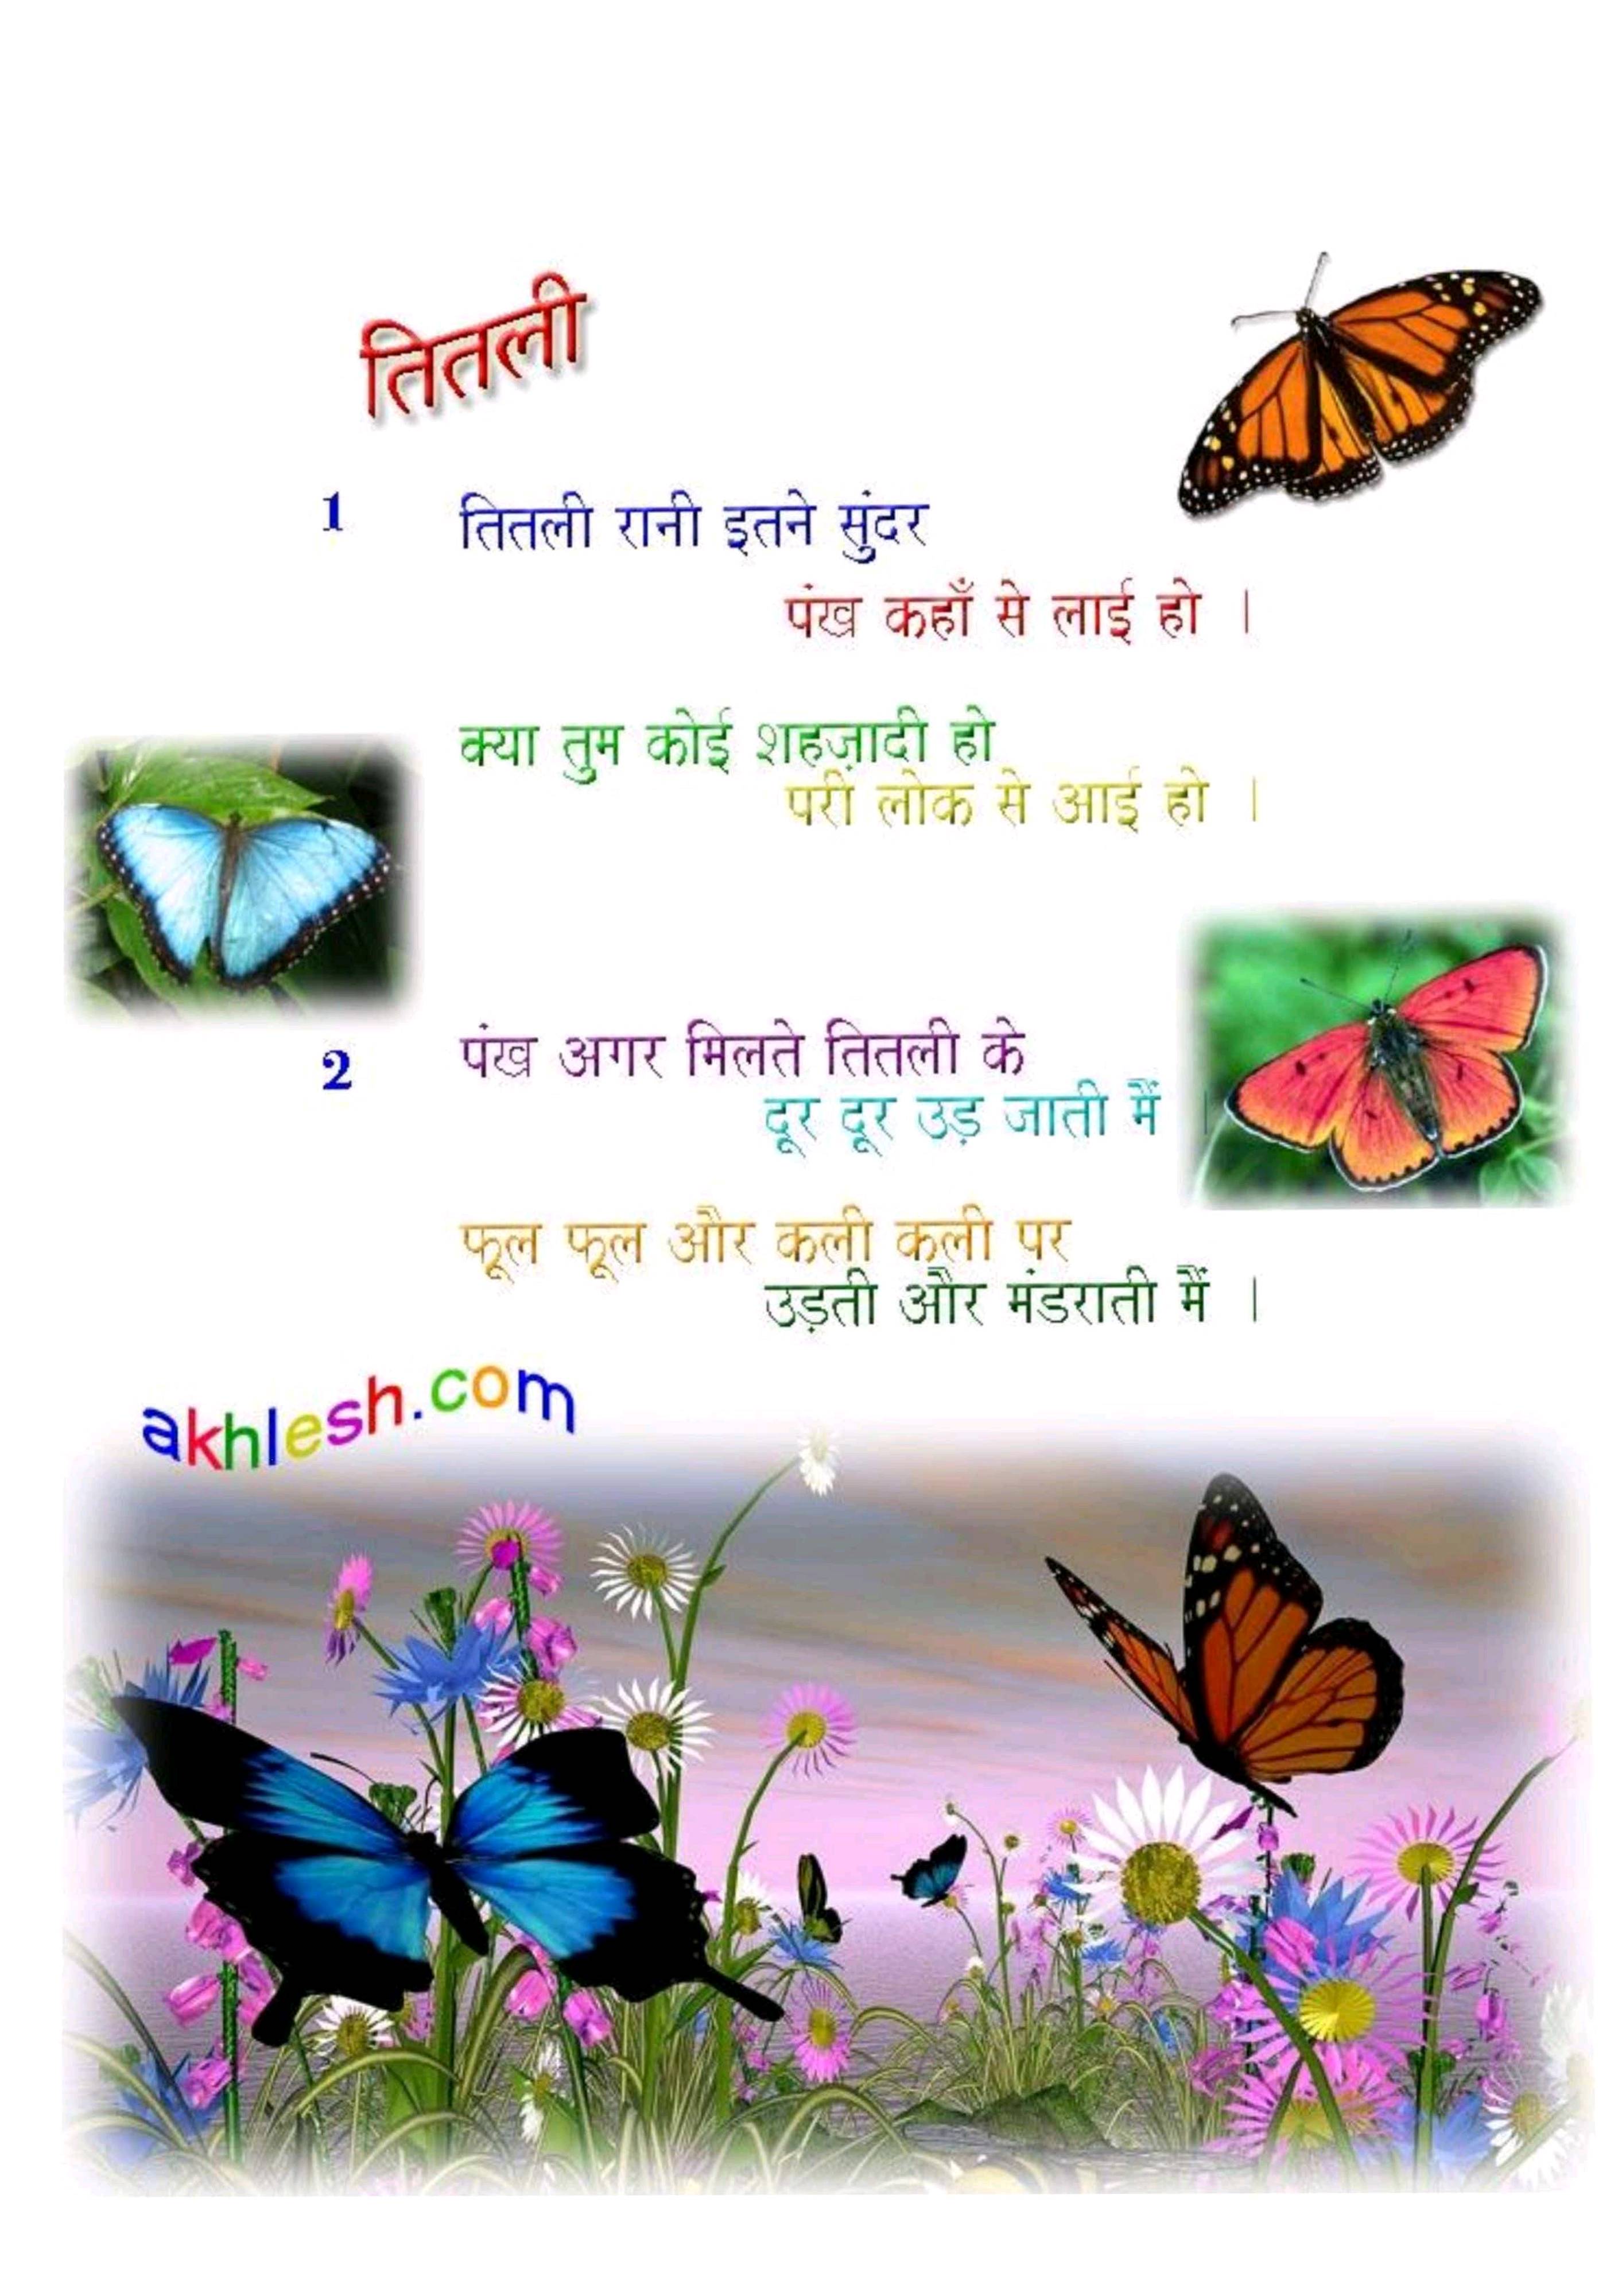 तितली
1 तितली रानी इतने सुंदर
पंख कहाँ से लाई हो ।
क्या तुम कोई शहज़ादी हो
परी लोक से आई हो ।
2 पंख अगर मिलते तितली के
दूर दूर उड़ जाती मैं ।
फूल फूल और कली कली पर
उड़ती और मंडराती मैं ।
akhlesh.com